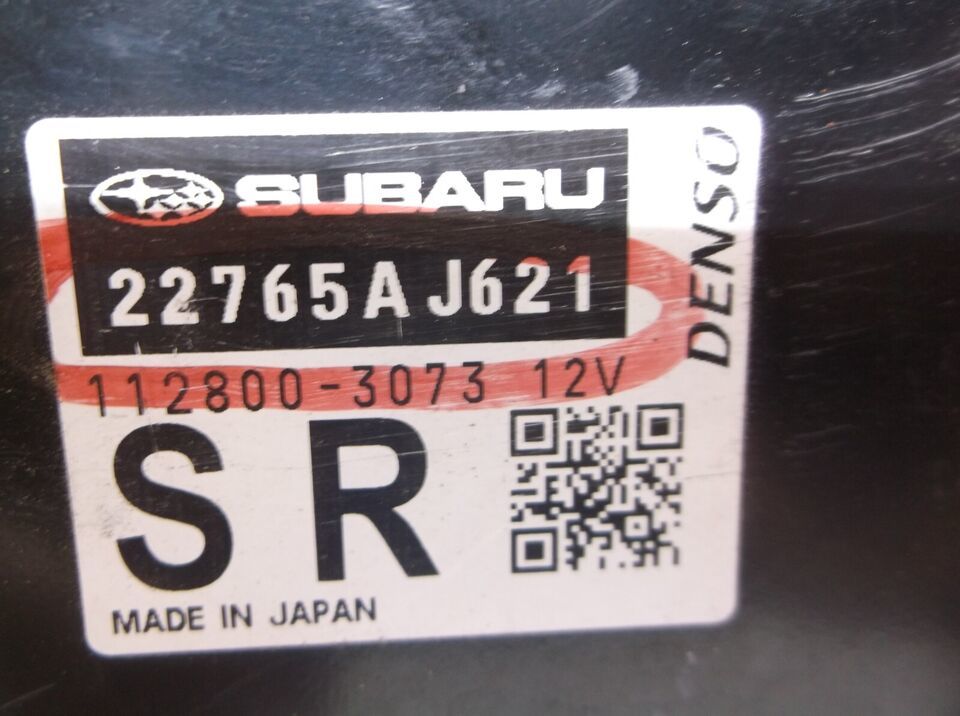 SUBARU
22765AJ621
112800-3073 12V
SR
MADE IN JAPAN
DENSO